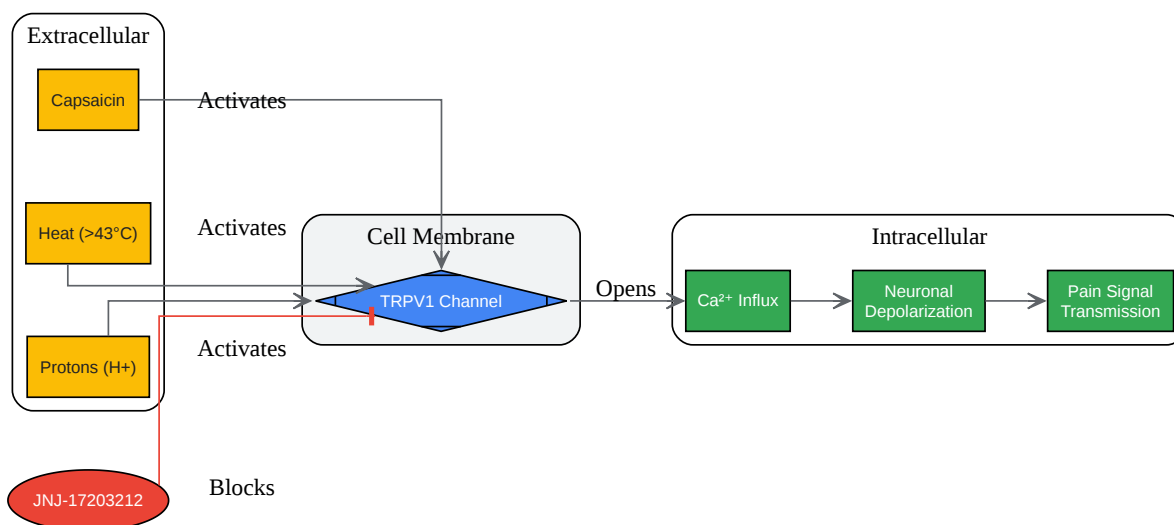 Extracellular
Capsaicin
Activates
Heat (>43°C)
Activates
Cell Membrane
TRPV1 Channel
Opens
Intracellular
Ca²⁺ Influx
Neuronal
Depolarization
Pain Signal
Transmission
Protons (H+)
Activates
JNJ-17203212
Blocks